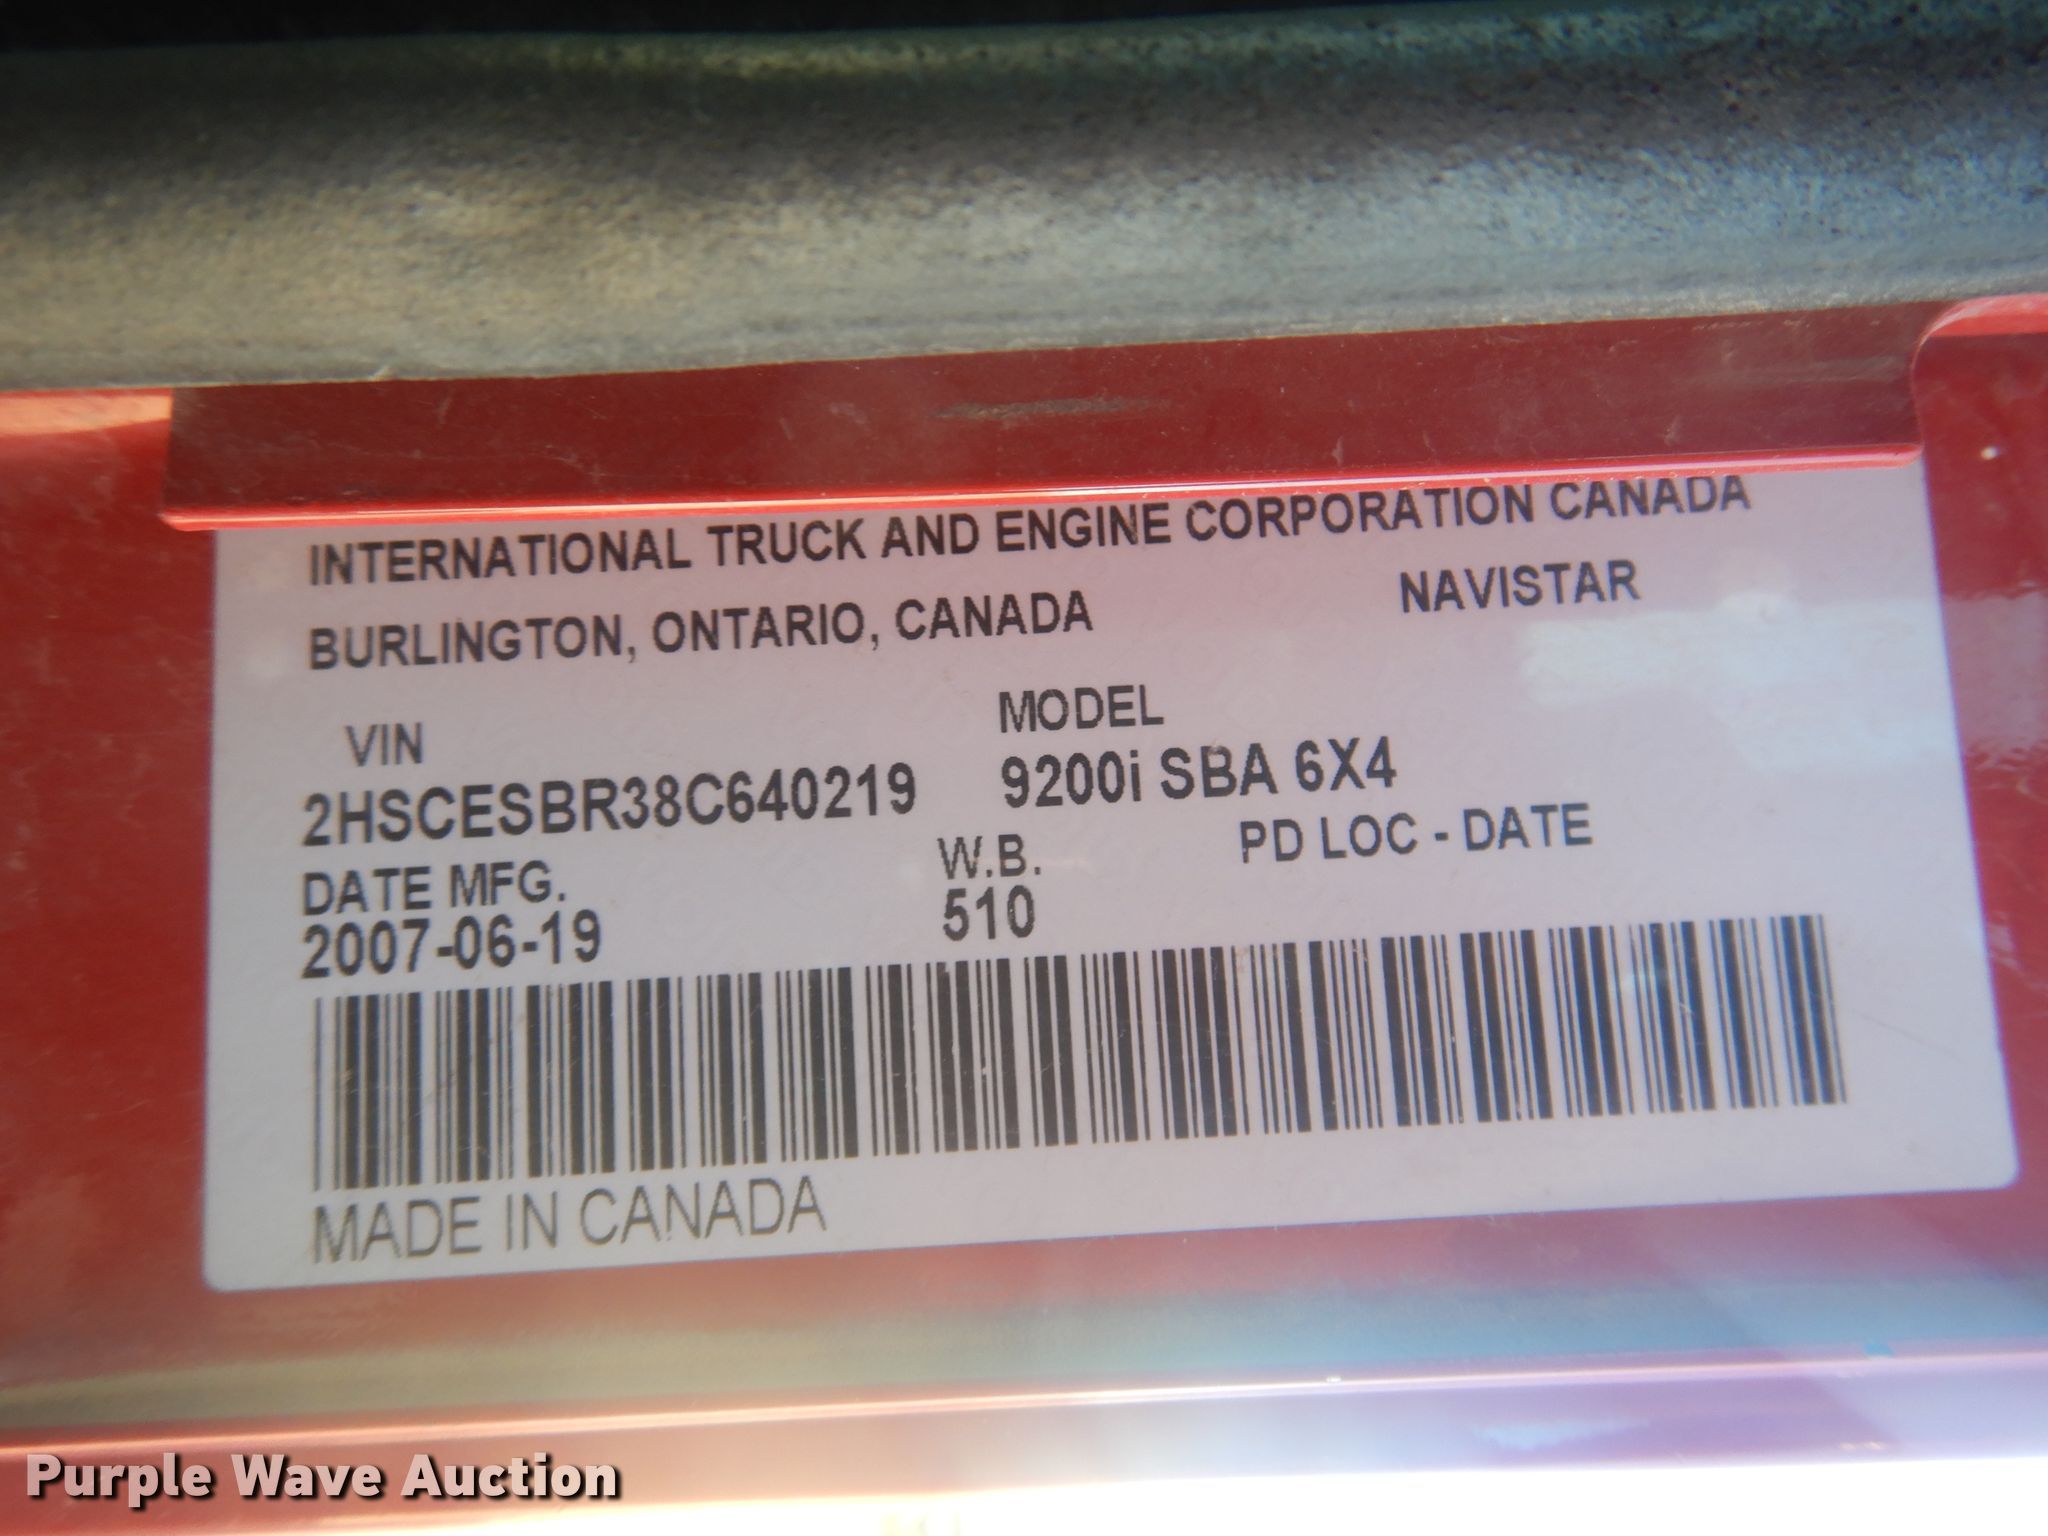 INTERNATIONAL TRUCK AND ENGINE CORPORATION CANADA
BURLINGTON, ONTARIO, CANADA NAVISTAR
VIN MODEL
2HSCESBR38C640219 9200i SBA 6X4
DATE MFG. W.B. PD LOC - DATE
2007-06-19 510
MADE IN CANADA
Purple Wave Auction